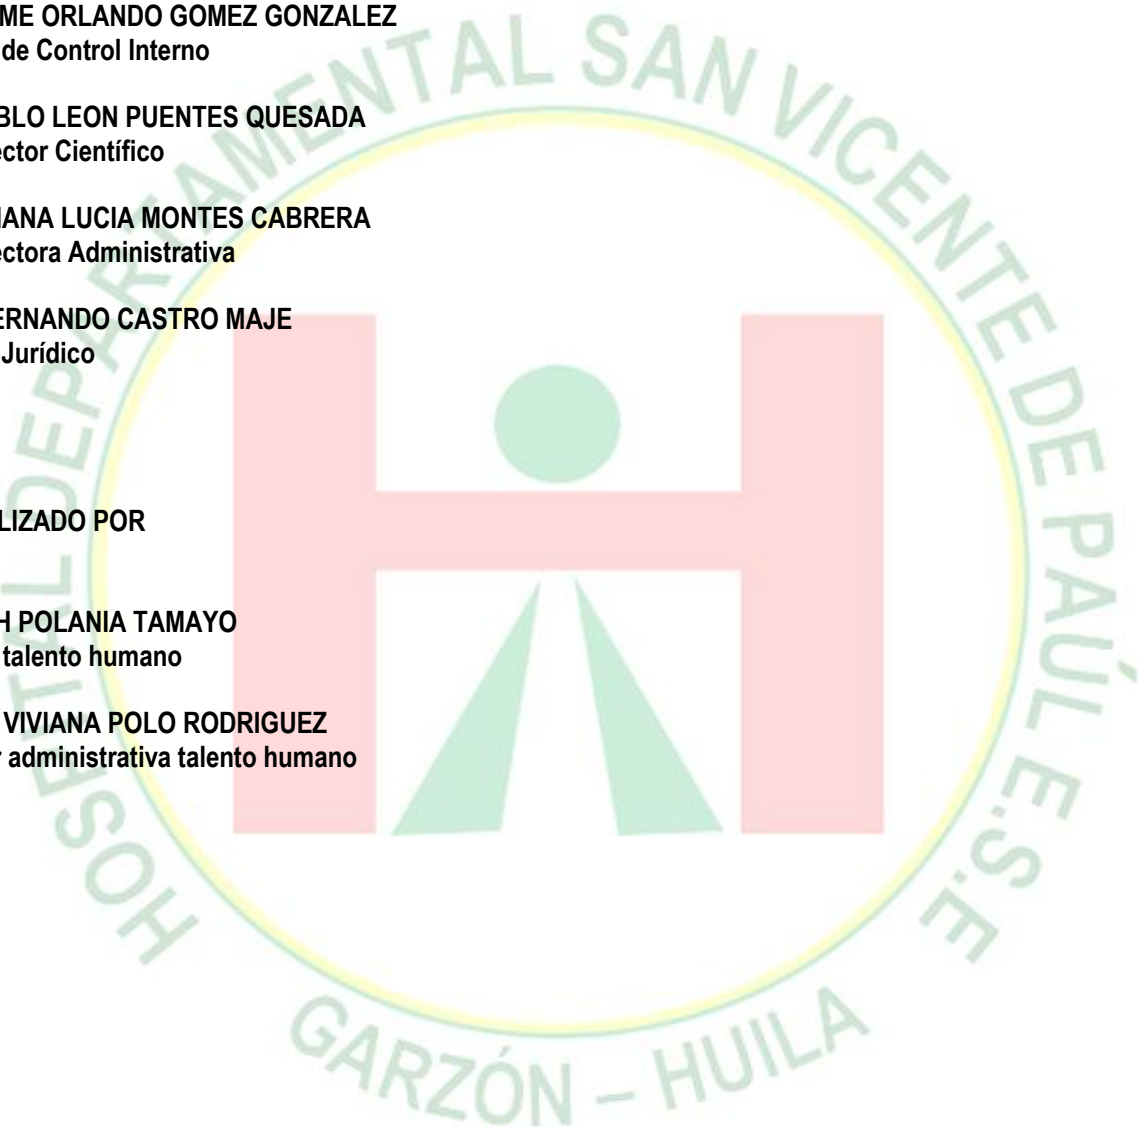 ME ORLANDO GOMEZ GONZALEZ
de Control Interno
BLO LEON PUENTES QUESADA
ector Científico
IANA LUCIA MONTES CABRERA
ectora Administrativa
ERNANDO CASTRO MAJE
Jurídico
LIZADO POR
H POLANIA TAMAYO
talento humano
VIVIANA POLO RODRIGUEZ
r administrativa talento humano
HOSPITAL DEPARTAMENTAL SAN VICENTE DE PAÚL E.S.E
GARZÓN – HUILA